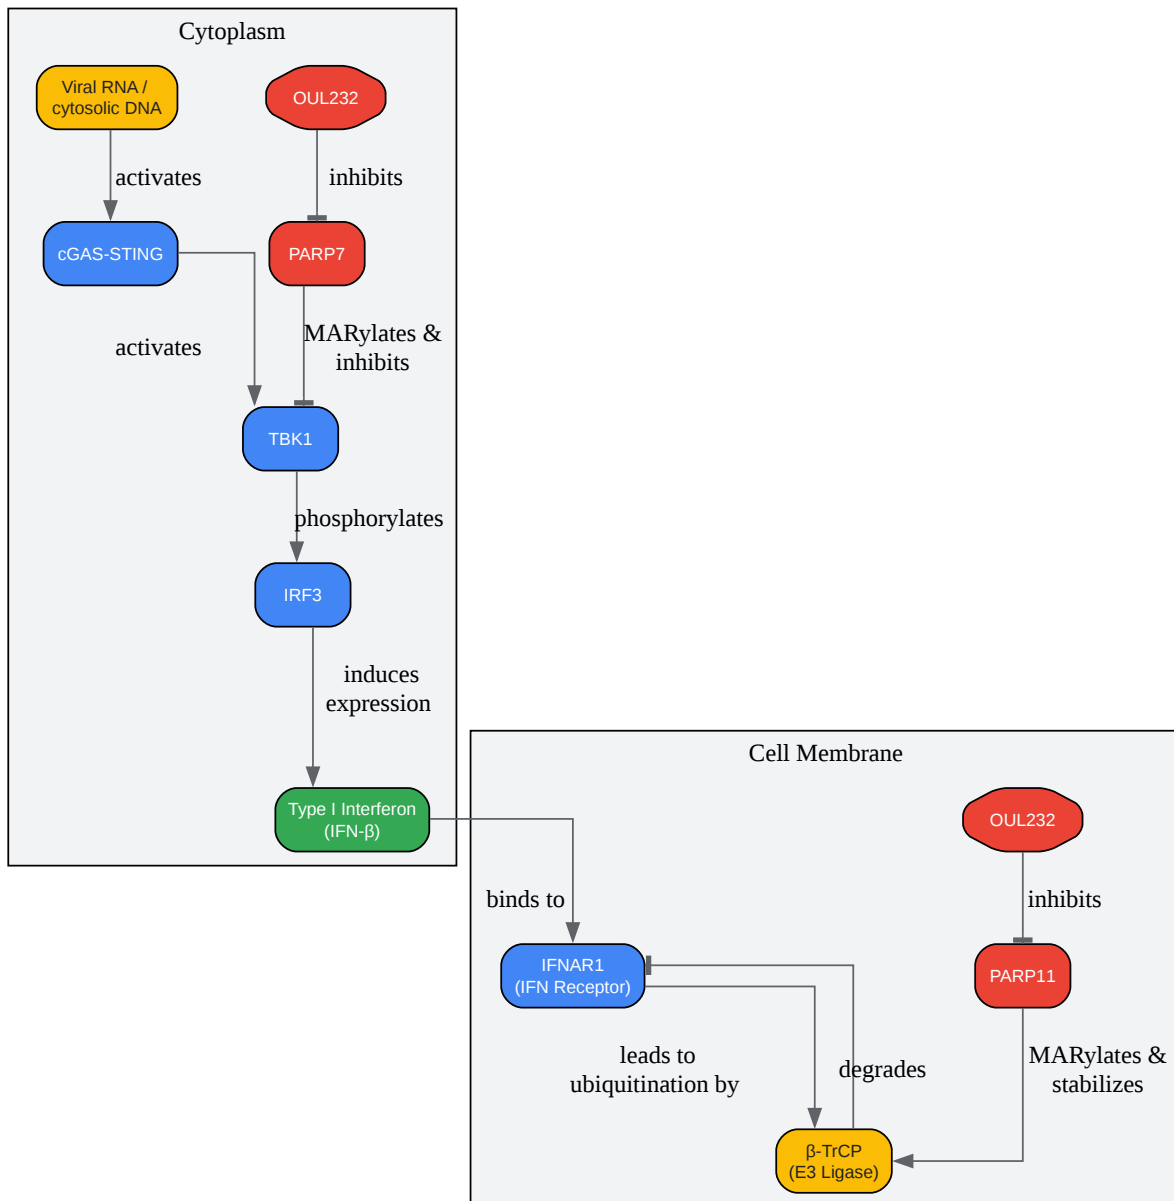 Cytoplasm
Viral RNA /
cytosolic DNA
OUL232
activates
inhibits
cGAS-STING
PARP7
activates
MARylates &
inhibits
TBK1
phosphorylates
IRF3
induces
expression
Type I Interferon
(IFN-β)
Cell Membrane
OUL232
binds to
inhibits
IFNAR1
(IFN Receptor)
PARP11
leads to
ubiquitination by
degrades
MARylates &
stabilizes
β-TrCP
(E3 Ligase)